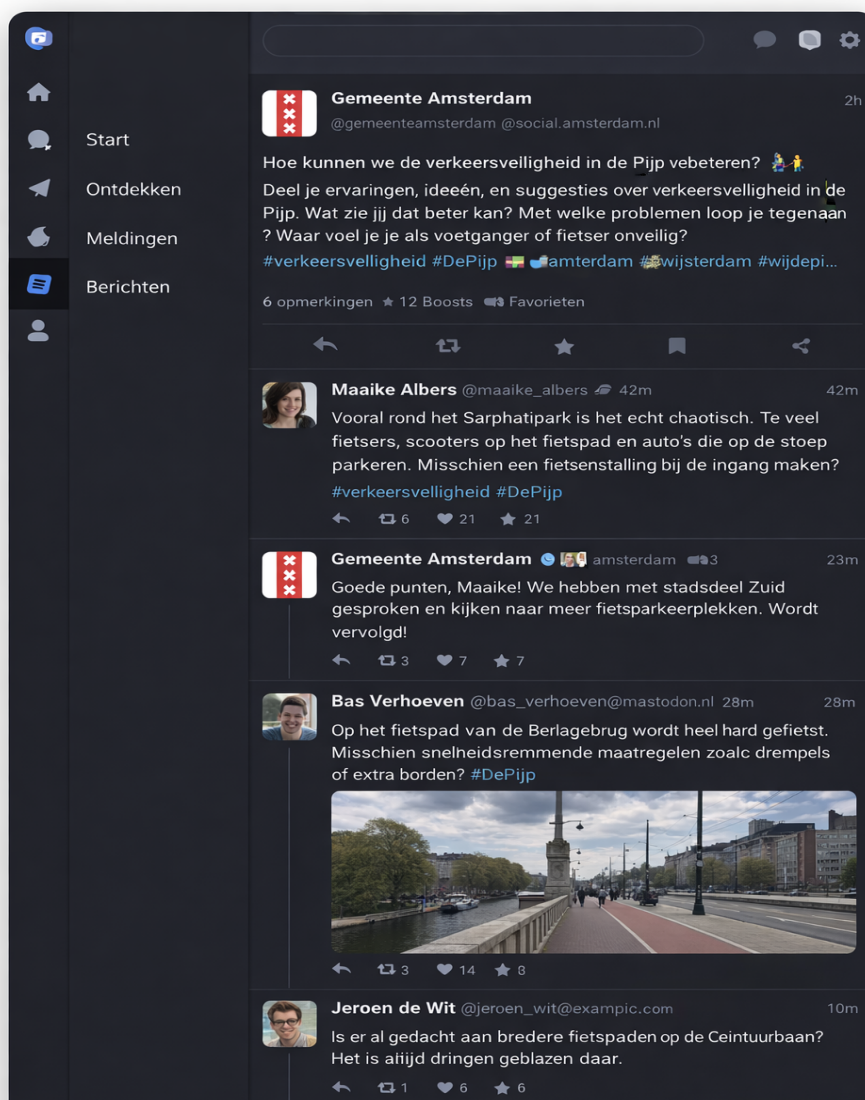 Gemeente Amsterdam
2h
@gemeenteamsterdam @social.amsterdam.nl
Hoe kunnen we de verkeersvelligheid in de Pijp vebeteren?
Start
Deel je ervaringen, ideeén, en suggesties over verkeersvelligheid in de
Ontdekken
Pijp. Wat zie jjj dat beter kan? Met welke problemen loop je tegenaan
? Waar voel je je als voetganger of fietser onveilig?
Meldingen
#verkeersvelligheid #DePijp amterdam #wijsterdam #wijdepi...
Berichten
6 opmerkingen 12 Boosts Favorieten
Maaike Albers @maaike_albers 42m
42m
Vooral rond het Sarphatipark is het echt chaotisch. Te veel
fietsers, scooters op het fietspad en auto's die op de stoep
parkeren. Misschien een fietsenstalling bij de ingang maken?
#verkeersvelligheid #DePijp
6 21 21
Gemeente Amsterdam amsterdam 3
23m
Goede punten, Maaike! We hebben met stadsdeel Zuid
gesproken en kijken naar meer fietsparkeerplekken. Wordt
vervolgd!
3 7 7
Bas Verhoeven @bas_verhoeven@mastodon.nl 28m
28m
Op het fietspad van de Berlagebrug wordt heel hard gefietst.
Misschien snelheidsremmende maatregelen zoalc drempels
of extra borden? #DePijp
3 14 8
Jeroen de Wit @jeroen_wit@exampic.com
10m
Is er al gedacht aan bredere fietspaden op de Ceintuurbaan?
Het is dringen geblazen daar.
1 6 6